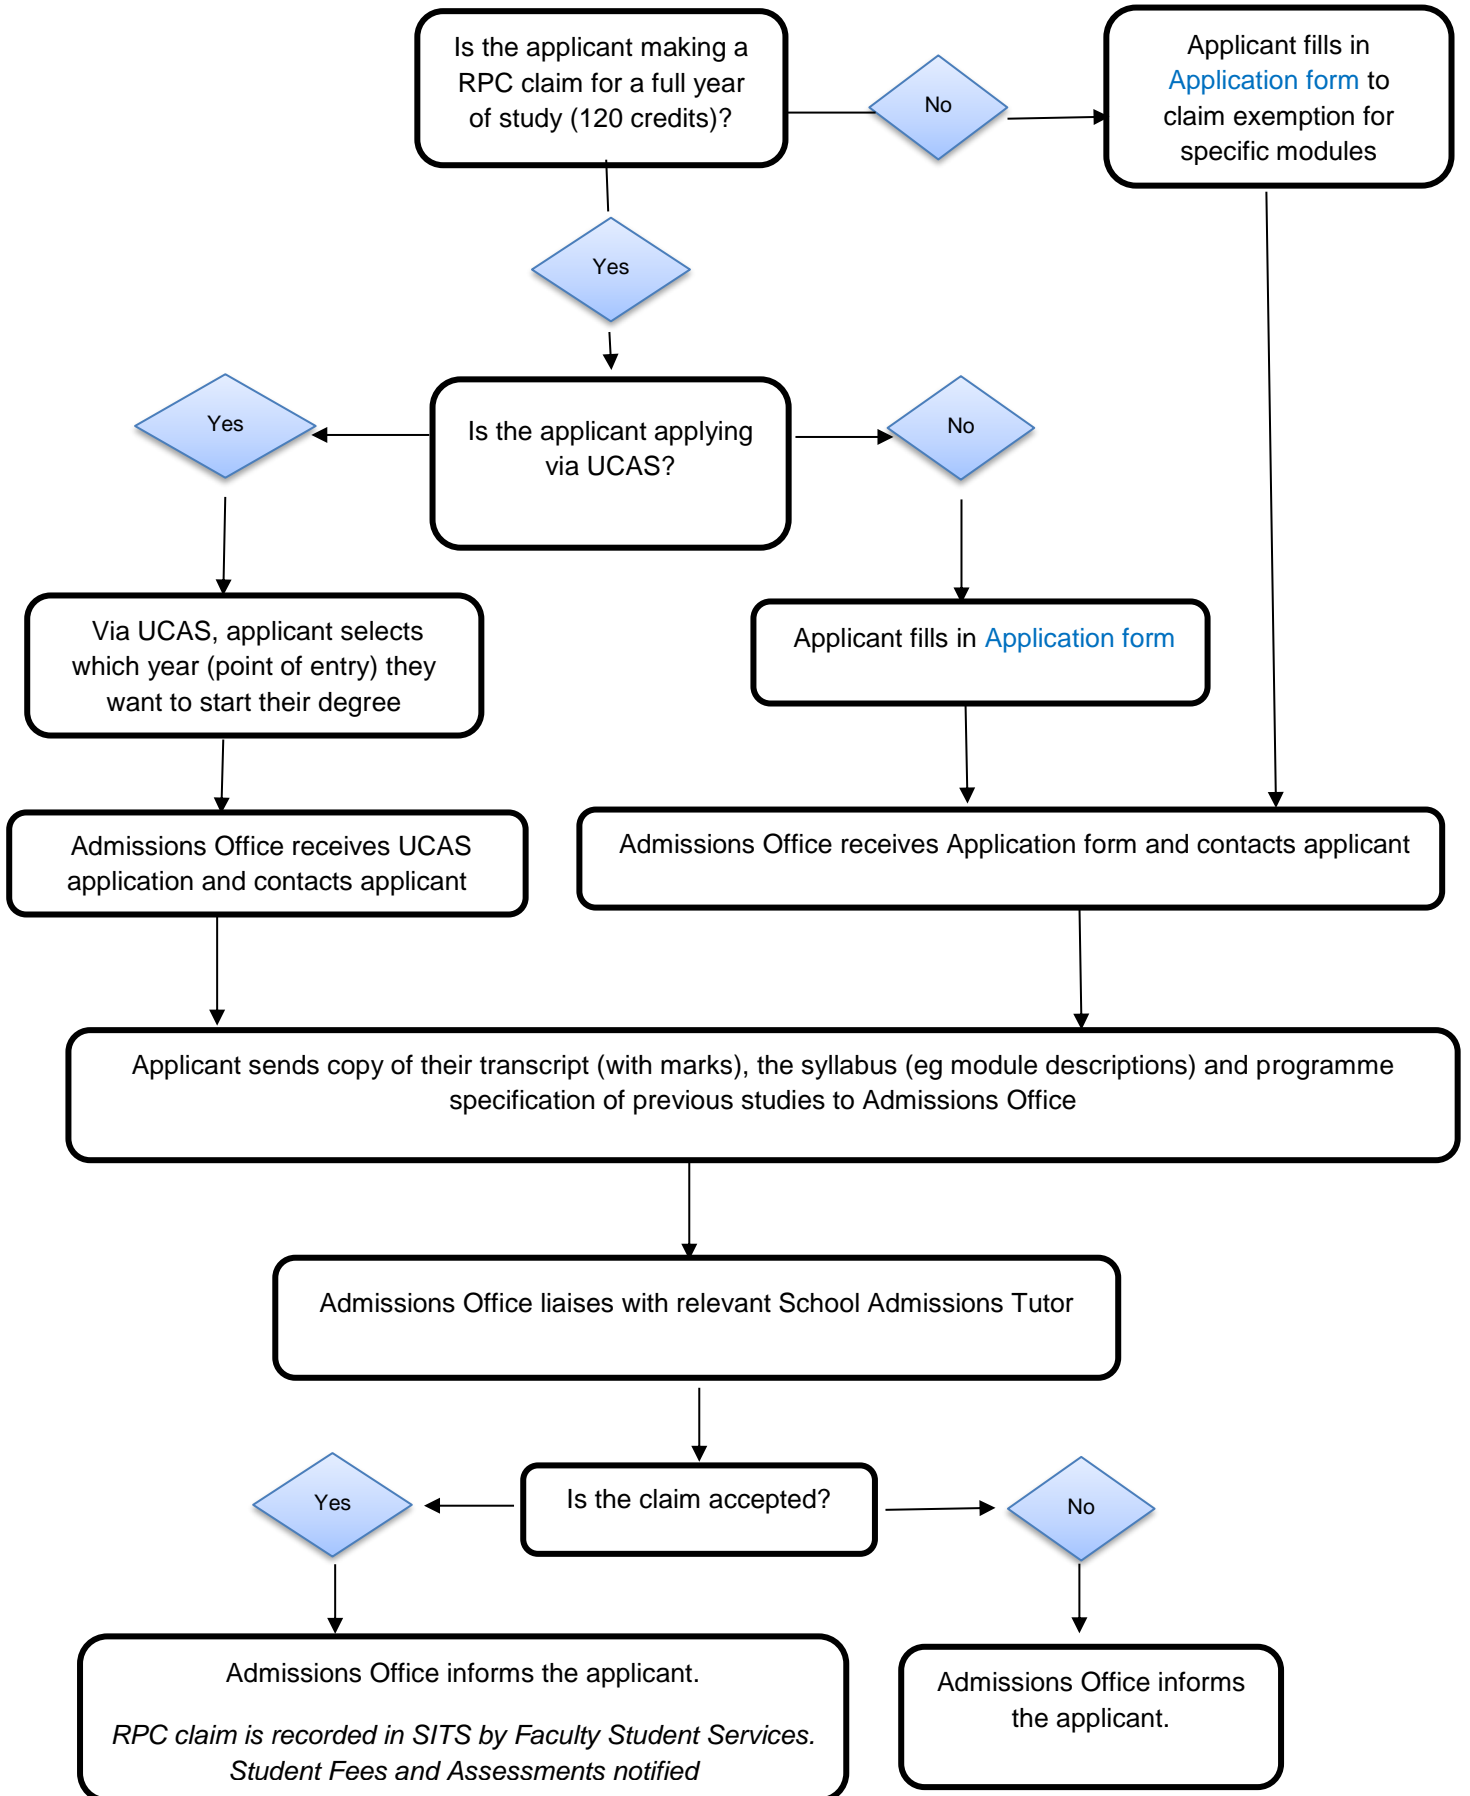 Is the applicant making a
RPC claim for a full year
of study (120 credits)?
No
Applicant fills in
Application form to
claim exemption for
specific modules
Yes
Yes
Is the applicant applying
via UCAS?
No
Via UCAS, applicant selects
which year (point of entry) they
want to start their degree
Applicant fills in Application form
Admissions Office receives UCAS
application and contacts applicant
Admissions Office receives Application form and contacts applicant
Applicant sends copy of their transcript (with marks), the syllabus (eg module descriptions) and programme
specification of previous studies to Admissions Office
Admissions Office liaises with relevant School Admissions Tutor
Yes
Is the claim accepted?
No
Admissions Office informs the applicant.
RPC claim is recorded in SITS by Faculty Student Services.
Student Fees and Assessments notified
Admissions Office informs
the applicant.